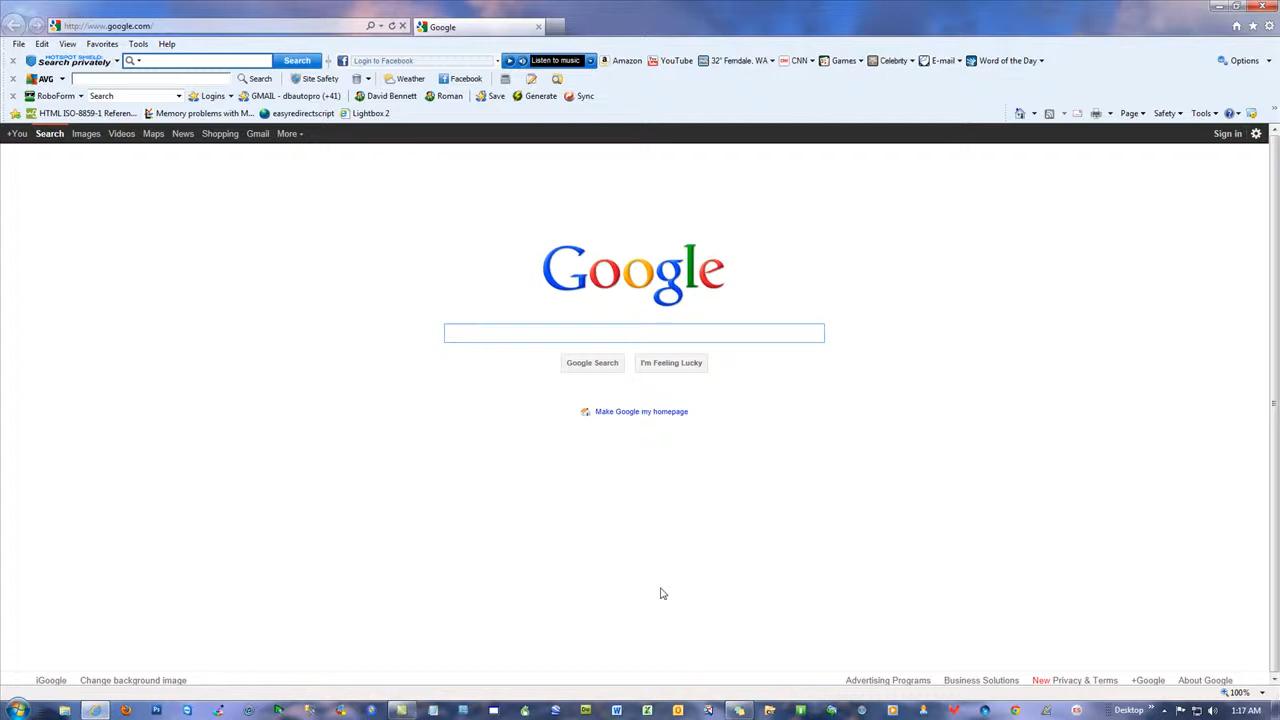 http://www.google.com/ Google
File Edit View Favorites Tools Help
HOTSPOT SHIELD Search privately Search Login to Facebook Listen to music Amazon YouTube 32° Ferndale, WA CNN Games Celebrity E-mail Word of the Day Options
AVG Search Site Safety Weather Facebook
RoboForm Search Logins GMAIL - dbautopro (+41) David Bennett Roman Save Generate Sync
HTML ISO-8859-1 Referen... Memory problems with M... easyredirectscript Lightbox 2 Page Safety Tools
+You Search Images Videos Maps News Shopping Gmail More Sign in
Google
Google Search I'm Feeling Lucky
Make Google my homepage
iGoogle Change background image Advertising Programs Business Solutions New Privacy & Terms +Google About Google
100%
Desktop 1:17 AM